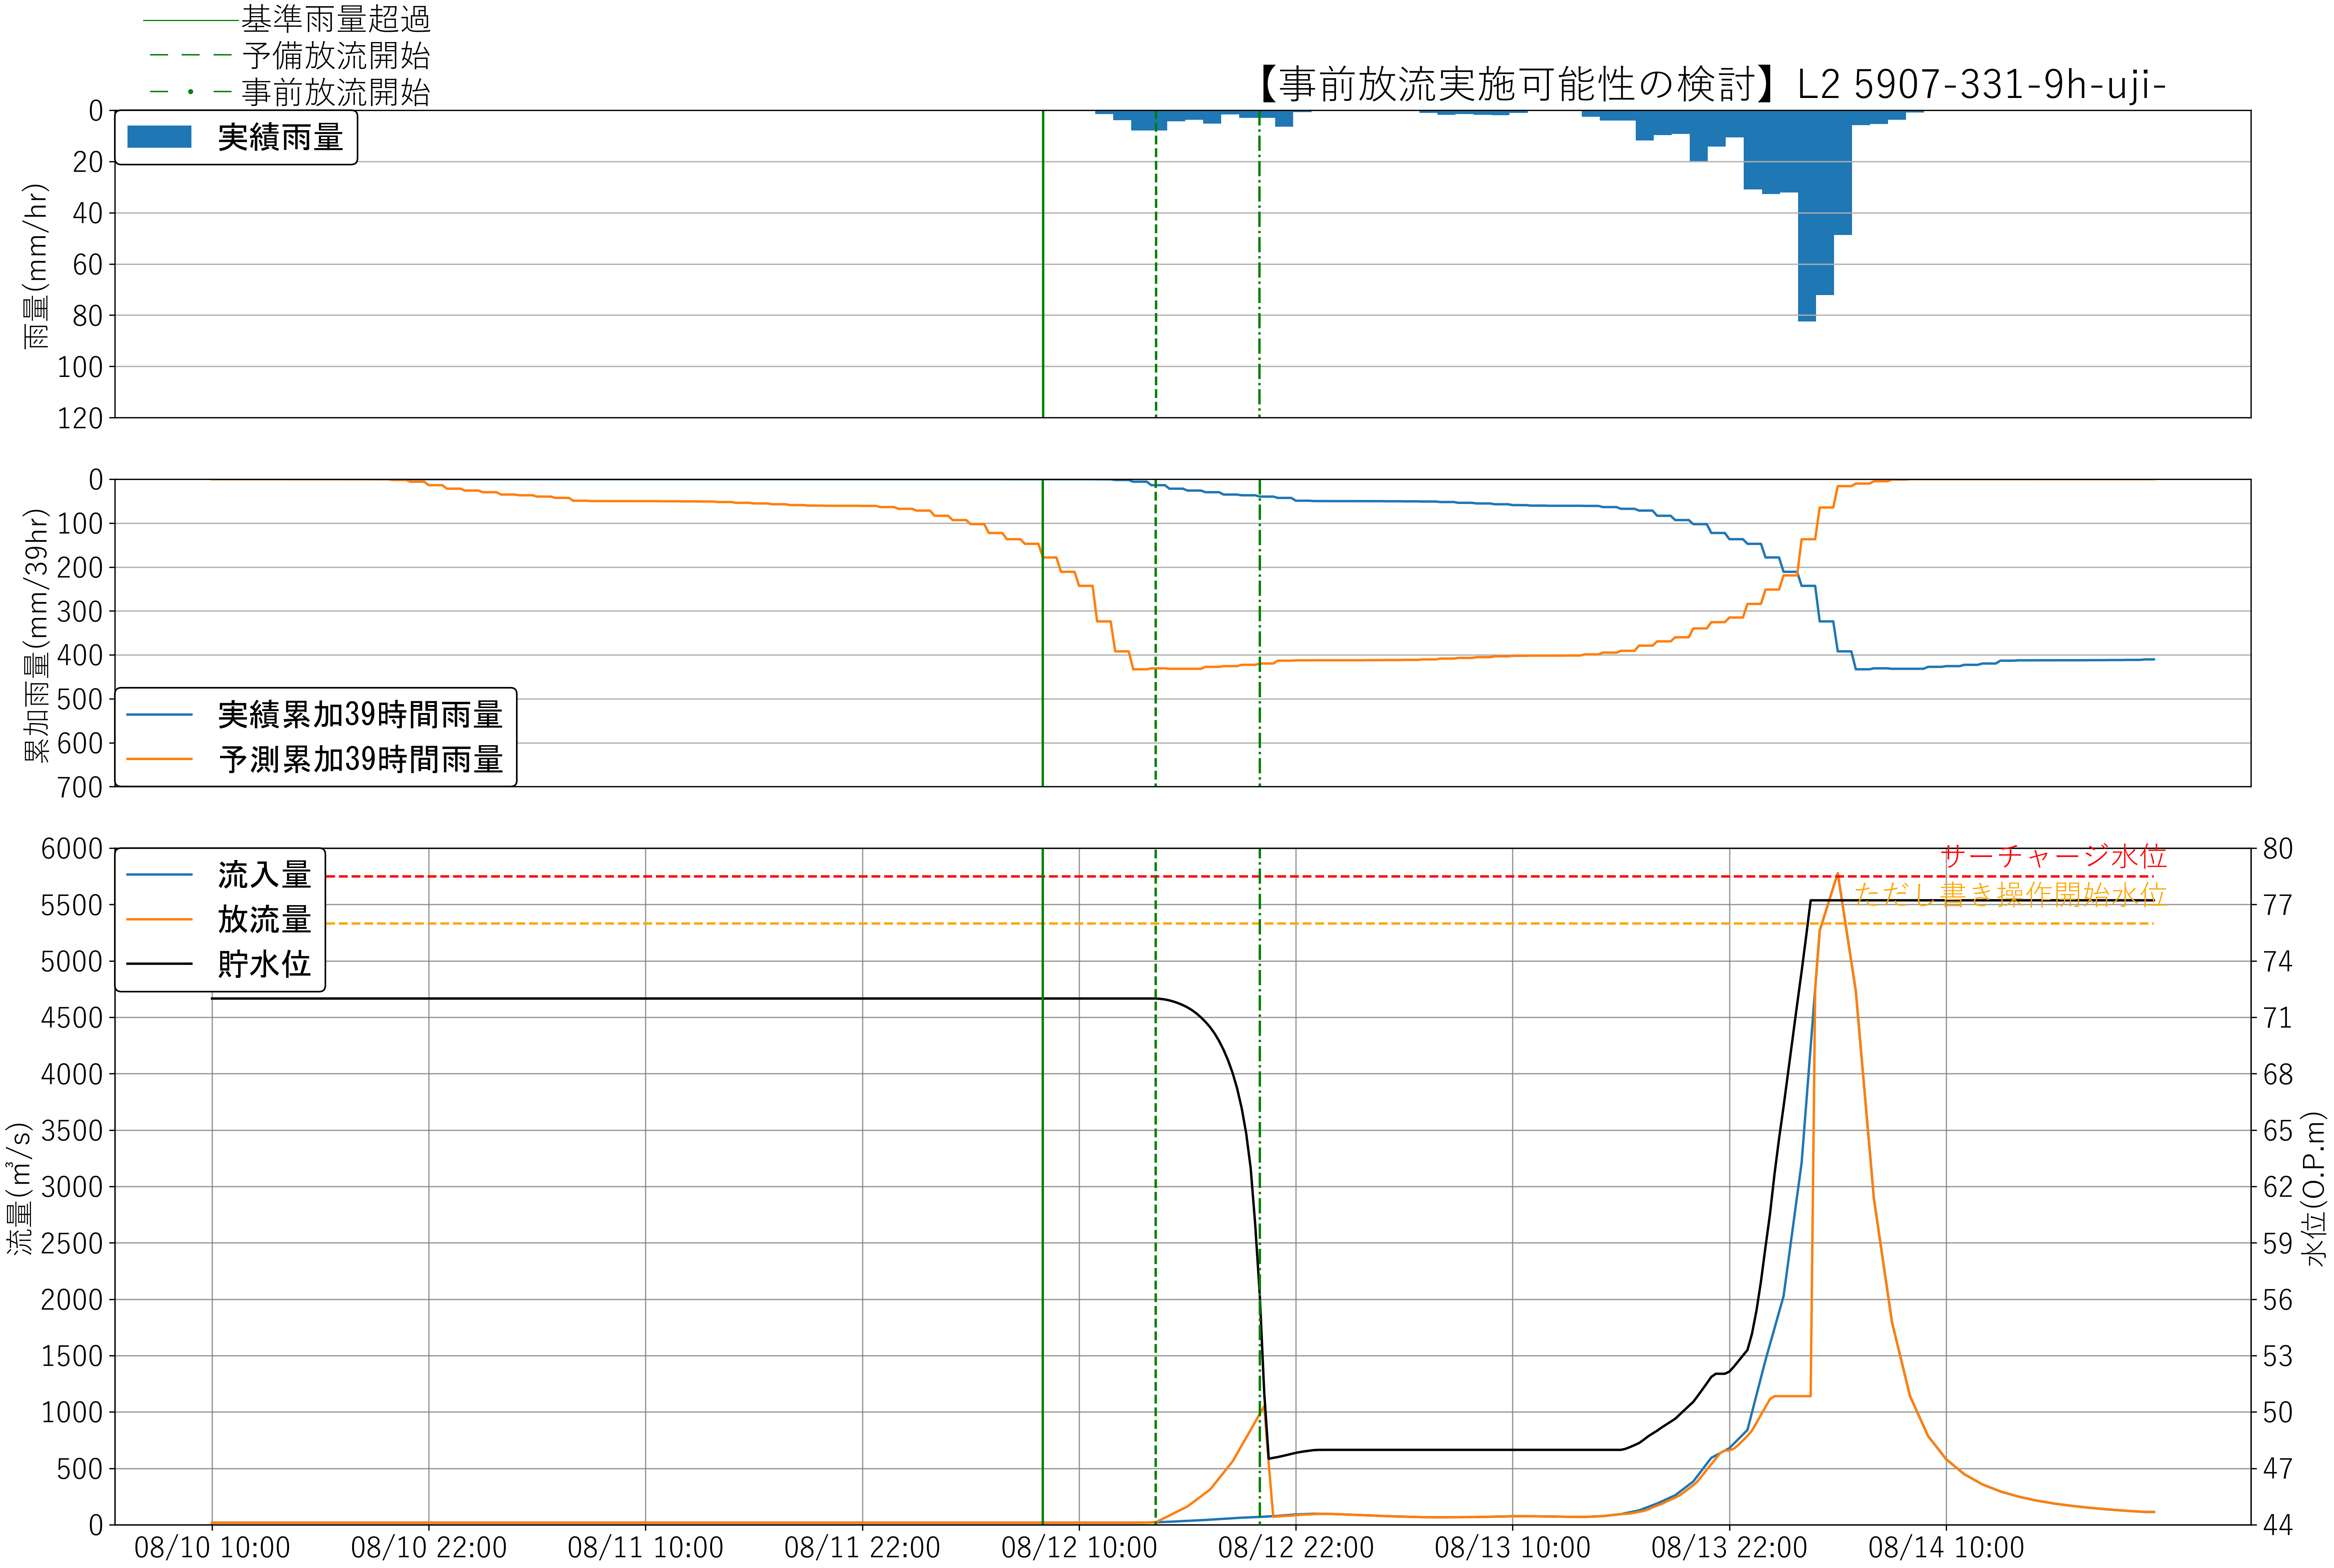 基準雨量超過
予備放流開始
事前放流開始
【事前放流実施可能性の検討】L2 5907-331-9h-uji-
実績雨量
雨量(mm/hr)
0
20
40
60
80
100
120
累加雨量(mm/39hr)
0
100
200
300
400
500
600
700
実績累加39時間雨量
予測累加39時間雨量
流入量
放流量
貯水位
サーチャージ水位
ただし書き操作開始水位
流量(m³/s)
6000
5500
5000
4500
4000
3500
3000
2500
2000
1500
1000
500
0
80
77
74
71
68
65
62
59
56
53
50
47
44
水位(O.P.m)
08/10 10:00 08/10 22:00 08/11 10:00 08/11 22:00 08/12 10:00 08/12 22:00 08/13 10:00 08/13 22:00 08/14 10:00